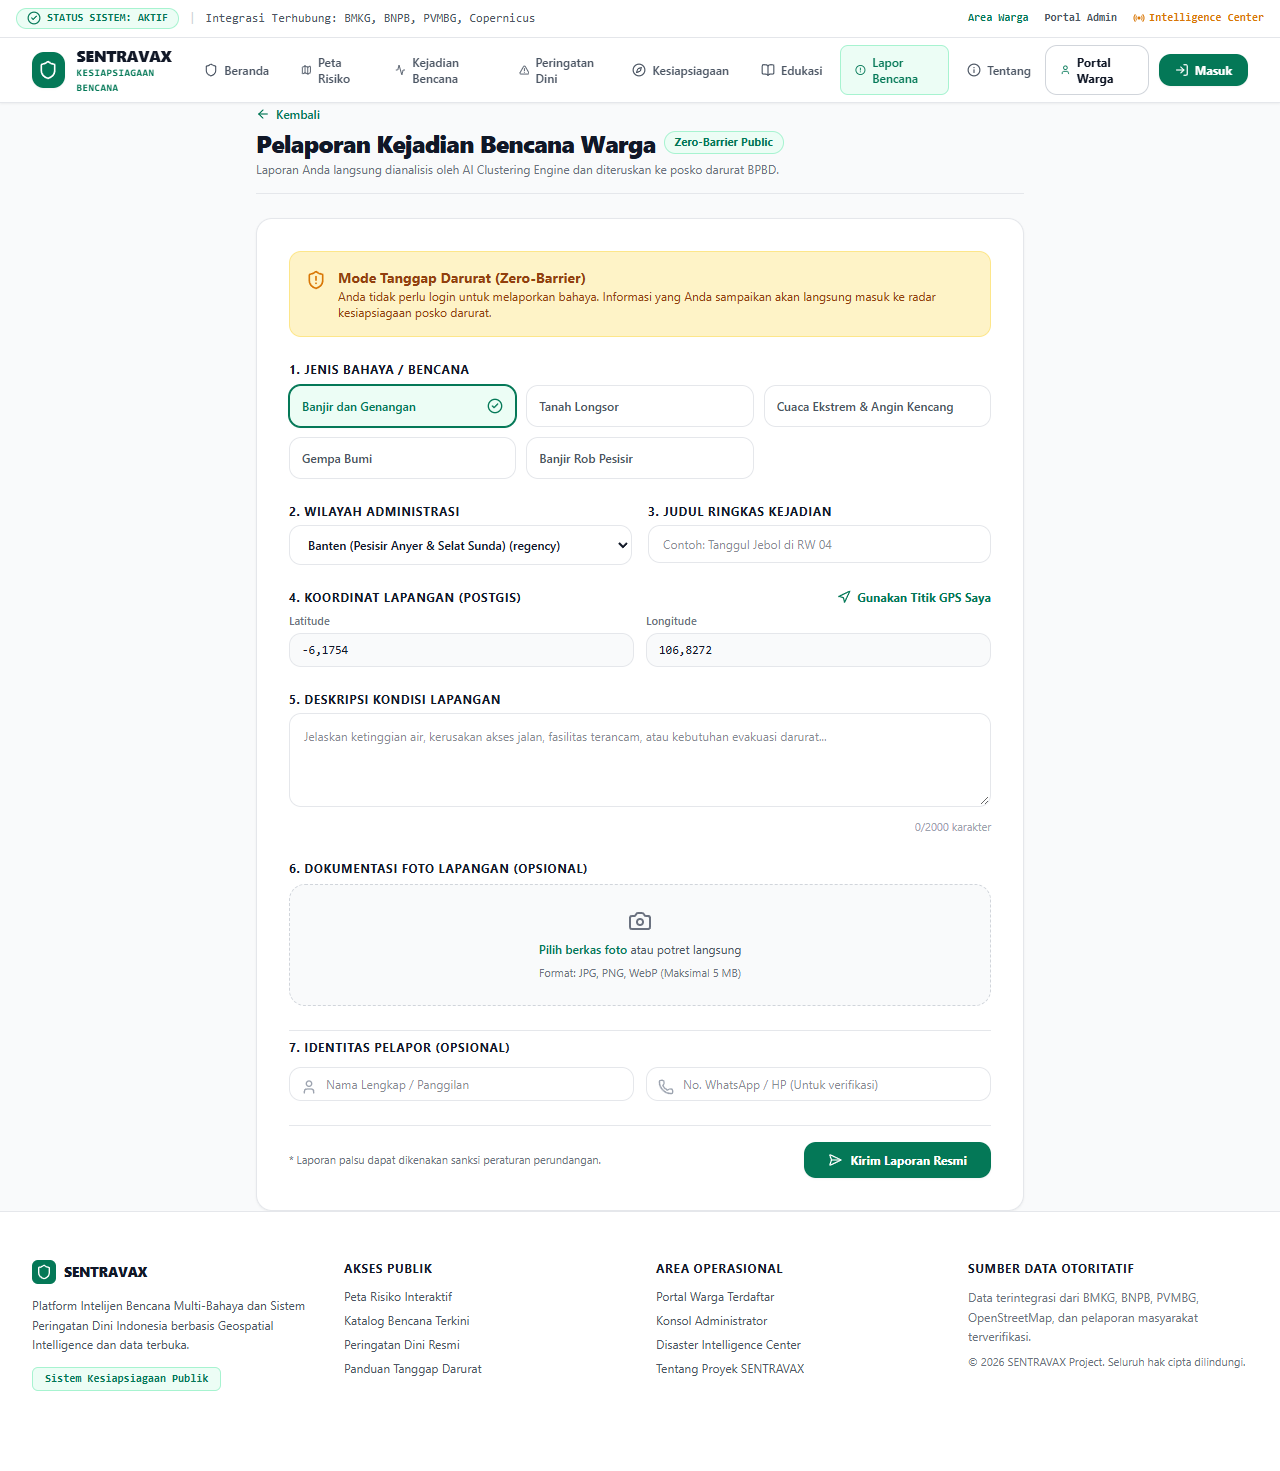 STATUS SISTEM: AKTIF
Integrasi Terhubung: BMKG, BNPB, PVMBG, Copernicus
Area Warga
Portal Admin
Intelligence Center
SENTRAVAX
KESIAPSIAGAAN
BENCANA
Beranda
Peta
Risiko
Kejadian
Bencana
Peringatan
Dini
Kesiapsiagaan
Edukasi
Lapor
Bencana
Tentang
Portal
Warga
Masuk
Kembali
Pelaporan Kejadian Bencana Warga
Zero-Barrier Public
Laporan Anda langsung dianalisis oleh AI Clustering Engine dan diteruskan ke posko darurat BPBD.
Mode Tanggap Darurat (Zero-Barrier)
Anda tidak perlu login untuk melaporkan bahaya. Informasi yang Anda sampaikan akan langsung masuk ke radar
kesiapsiagaan posko darurat.
1. JENIS BAHAYA / BENCANA
Banjir dan Genangan
Tanah Longsor
Cuaca Ekstrem & Angin Kencang
Gempa Bumi
Banjir Rob Pesisir
2. WILAYAH ADMINISTRASI
3. JUDUL RINGKAS KEJADIAN
Banten (Pesisir Anyer & Selat Sunda) (regency)
Contoh: Tanggul Jebol di RW 04
4. KOORDINAT LAPANGAN (POSTGIS)
Gunakan Titik GPS Saya
Latitude
Longitude
-6,1754
106,8272
5. DESKRIPSI KONDISI LAPANGAN
Jelaskan ketinggian air, kerusakan akses jalan, fasilitas terancam, atau kebutuhan evakuasi darurat...
0/2000 karakter
6. DOKUMENTASI FOTO LAPANGAN (OPSIONAL)
Pilih berkas foto atau potret langsung
Format: JPG, PNG, WebP (Maksimal 5 MB)
7. IDENTITAS PELAPOR (OPSIONAL)
Nama Lengkap / Panggilan
No. WhatsApp / HP (Untuk verifikasi)
* Laporan palsu dapat dikenakan sanksi peraturan perundangan.
Kirim Laporan Resmi
SENTRAVAX
Platform Intelijen Bencana Multi-Bahaya dan Sistem
Peringatan Dini Indonesia berbasis Geospatial
Intelligence dan data terbuka.
Sistem Kesiapsiagaan Publik
AKSES PUBLIK
Peta Risiko Interaktif
Katalog Bencana Terkini
Peringatan Dini Resmi
Panduan Tanggap Darurat
AREA OPERASIONAL
Portal Warga Terdaftar
Konsol Administrator
Disaster Intelligence Center
Tentang Proyek SENTRAVAX
SUMBER DATA OTORITATIF
Data terintegrasi dari BMKG, BNPB, PVMBG,
OpenStreetMap, dan pelaporan masyarakat
terverifikasi.
© 2026 SENTRAVAX Project. Seluruh hak cipta dilindungi.